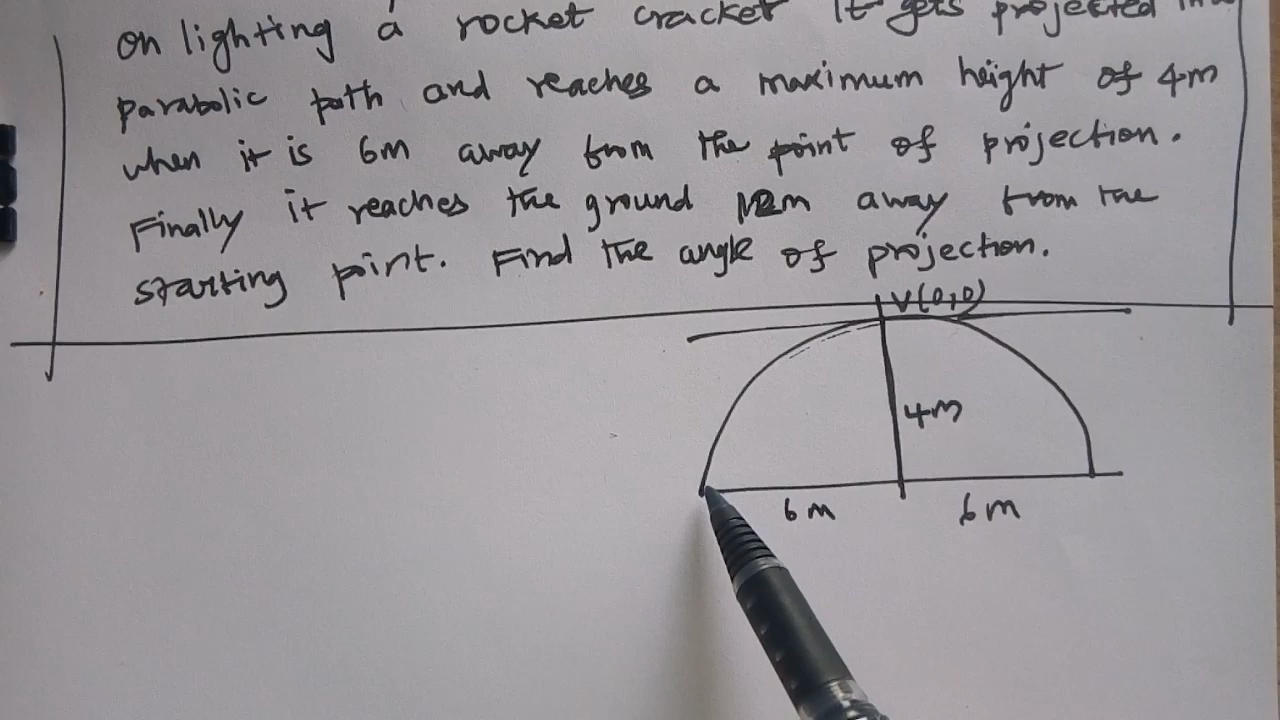 On lighting a rocket cracket it gets projected in a
parabolic path and reaches a maximum height of 4m
when it is 6m away from the point of projection.
Finally it reaches the ground 12m away from the
starting point. Find the angle of projection.
V(0,0)
4m
6m 6m